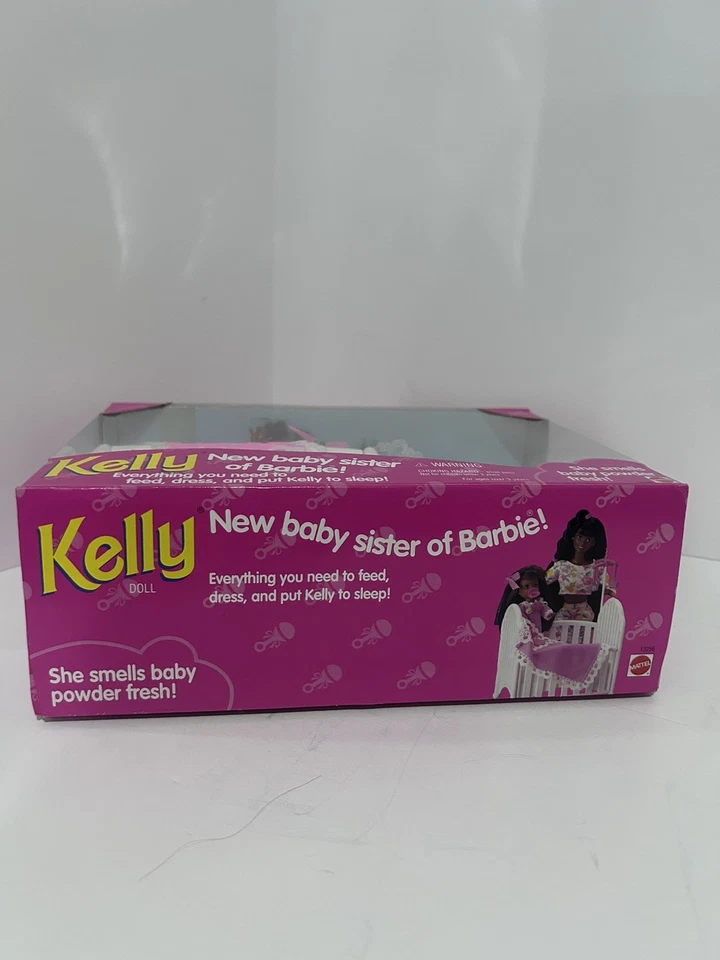 Kelly
New baby sister
of Barbie!
Everything you need to
feed, dress, and put Kelly to sleep!
⚠ WARNING
CHOKING HAZARD
She smells
baby powder
fresh!
Kelly®
DOLL
New baby sister of Barbie®!
Everything you need to feed,
dress, and put Kelly to sleep!
She smells baby
powder fresh!
MATTEL